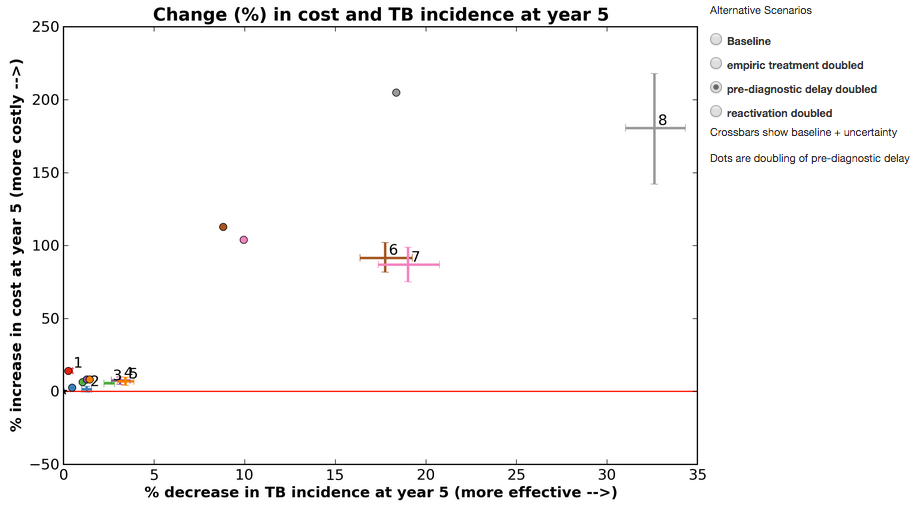 Change (%) in cost and TB incidence at year 5
Alternative Scenarios
Baseline
empiric treatment doubled
pre-diagnostic delay doubled
reactivation doubled
Crossbars show baseline + uncertainty
Dots are doubling of pre-diagnostic delay
% increase in cost at year 5 (more costly -->)
250
200
150
100
50
0
−50
8
6
7
1
2
3
4
5
0 5 10 15 20 25 30 35
% decrease in TB incidence at year 5 (more effective -->)